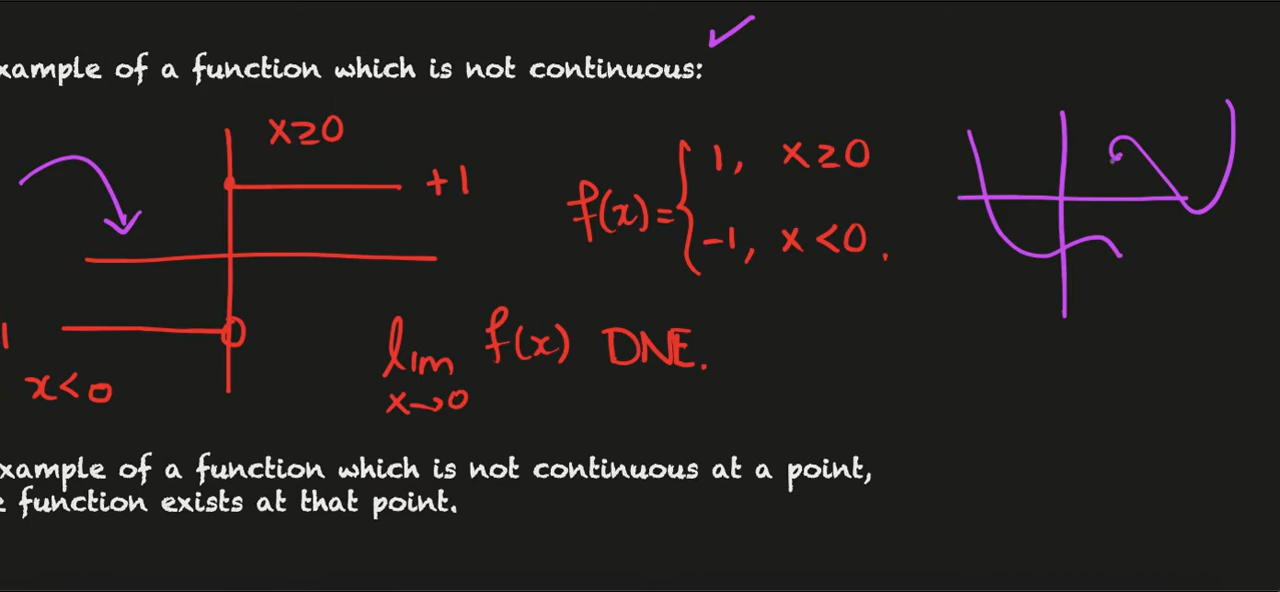 xample of a function which is not continuous:
x≥0
+1
f(x)= { 1, x≥0
-1, x<0.
1
x<0
lim x→0 f(x) DNE.
xample of a function which is not continuous at a point,
e function exists at that point.